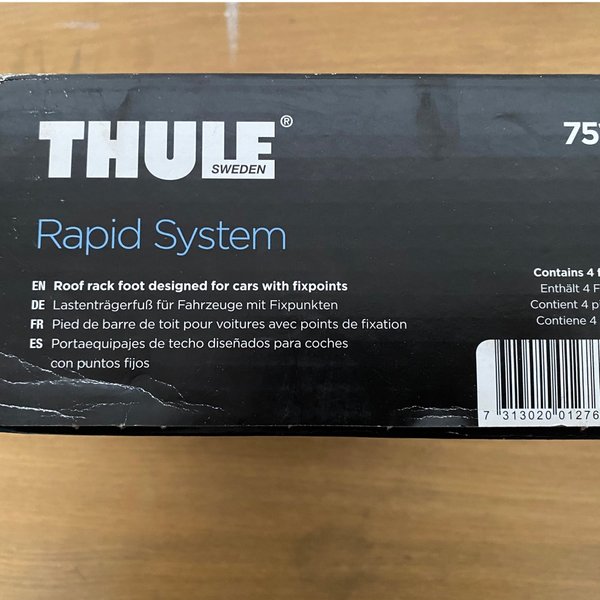 THULE®
SWEDEN
Rapid System
EN Roof rack foot designed for cars with fixpoints
DE Lastenträgerfuß für Fahrzeuge mit Fixpunkten
FR Pied de barre de toit pour voitures avec points de fixation
ES Portaequipajes de techo diseñados para coches
con puntos fijos
75
Contains 4 f
Enthält 4 F
Contient 4 p
Contiene 4
7 313020 01276